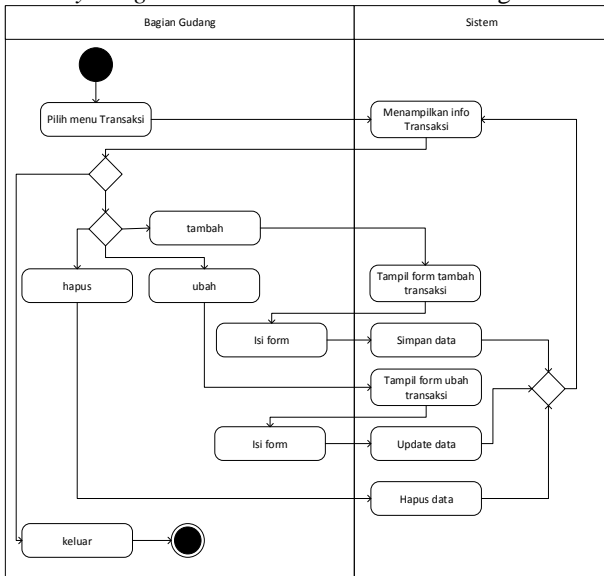 Bagian Gudang
Sistem
Pilih menu Transaksi
Menampilkan info
Transaksi
tambah
hapus
ubah
Tampil form tambah
transaksi
Isi form
Simpan data
Tampil form ubah
transaksi
Isi form
Update data
Hapus data
keluar